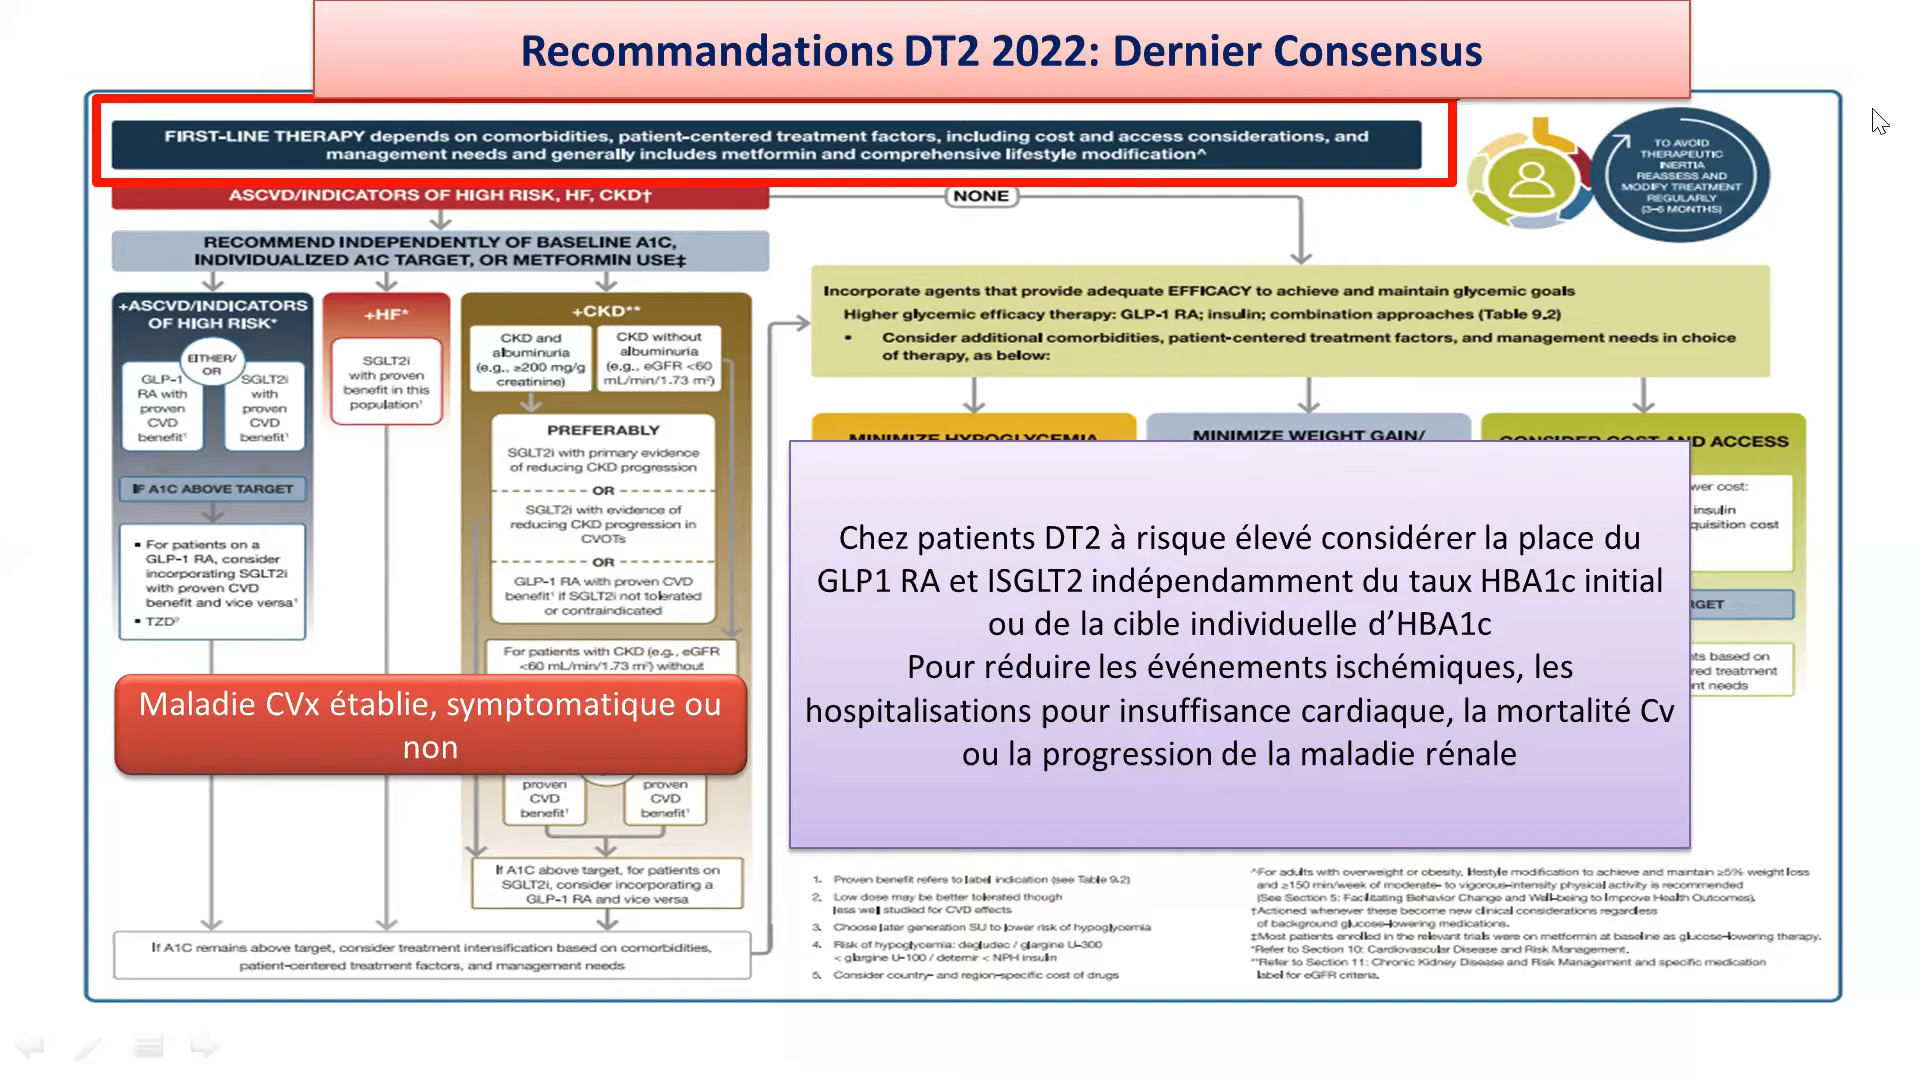 Recommandations DT2 2022: Dernier Consensus
FIRST-LINE THERAPY depends on comorbidities, patient-centered treatment factors, including cost and access considerations, and
management needs and generally includes metformin and comprehensive lifestyle modification^
TO AVOID
THERAPEUTIC
INERTIA
REASSESS AND
MODIFY TREATMENT
REGULARLY
(3–6 MONTHS)
ASCVD/INDICATORS OF HIGH RISK, HF, CKD†
NONE
RECOMMEND INDEPENDENTLY OF BASELINE A1C,
INDIVIDUALIZED A1C TARGET, OR METFORMIN USE‡
+ASCVD/INDICATORS
OF HIGH RISK*
EITHER/
OR
GLP-1
RA with
proven
CVD
benefit¹
SGLT2i
with
proven
CVD
benefit¹
IF A1C ABOVE TARGET
▪ For patients on a
GLP-1 RA, consider
incorporating SGLT2i
with proven CVD
benefit and vice versa¹
▪ TZD²
+HF*
SGLT2i
with proven
benefit in this
population¹
+CKD**
CKD and
albuminuria
(e.g., ≥200 mg/g
creatinine)
CKD without
albuminuria
(e.g., eGFR <60
mL/min/1.73 m²)
PREFERABLY
SGLT2i with primary evidence
of reducing CKD progression
OR
SGLT2i with evidence of
reducing CKD progression in
CVOTs
OR
GLP-1 RA with proven CVD
benefit¹ if SGLT2i not tolerated
or contraindicated
For patients with CKD (e.g., eGFR
<60 mL/min/1.73 m²) without
Maladie CVx établie, symptomatique ou
non
proven
CVD
benefit¹
proven
CVD
benefit¹
If A1C above target, for patients on
SGLT2i, consider incorporating a
GLP-1 RA and vice versa
If A1C remains above target, consider treatment intensification based on comorbidities,
patient-centered treatment factors, and management needs
Incorporate agents that provide adequate EFFICACY to achieve and maintain glycemic goals
Higher glycemic efficacy therapy: GLP-1 RA; insulin; combination approaches (Table 9.2)
• Consider additional comorbidities, patient-centered treatment factors, and management needs in choice
of therapy, as below:
MINIMIZE HYPOGLYCEMIA
MINIMIZE WEIGHT GAIN/
CONSIDER COST AND ACCESS
wer cost:
insulin
quisition cost
RGET
ts based on
red treatment
nt needs
Chez patients DT2 à risque élevé considérer la place du
GLP1 RA et ISGLT2 indépendamment du taux HBA1c initial
ou de la cible individuelle d’HBA1c
Pour réduire les événements ischémiques, les
hospitalisations pour insuffisance cardiaque, la mortalité Cv
ou la progression de la maladie rénale
1. Proven benefit refers to label indication (see Table 9.2)
2. Low dose may be better tolerated though
less well studied for CVD effects
3. Choose later generation SU to lower risk of hypoglycemia
4. Risk of hypoglycemia: degludec / glargine U-300
< glargine U-100 / detemir < NPH insulin
5. Consider country- and region-specific cost of drugs
^For adults with overweight or obesity, lifestyle modification to achieve and maintain ≥5% weight loss
and ≥150 min/week of moderate- to vigorous-intensity physical activity is recommended
(See Section 5: Facilitating Behavior Change and Well-being to Improve Health Outcomes).
†Actioned whenever these become new clinical considerations regardless
of background glucose-lowering medications.
‡Most patients enrolled in the relevant trials were on metformin at baseline as glucose-lowering therapy.
*Refer to Section 10: Cardiovascular Disease and Risk Management.
**Refer to Section 11: Chronic Kidney Disease and Risk Management and specific medication
label for eGFR criteria.